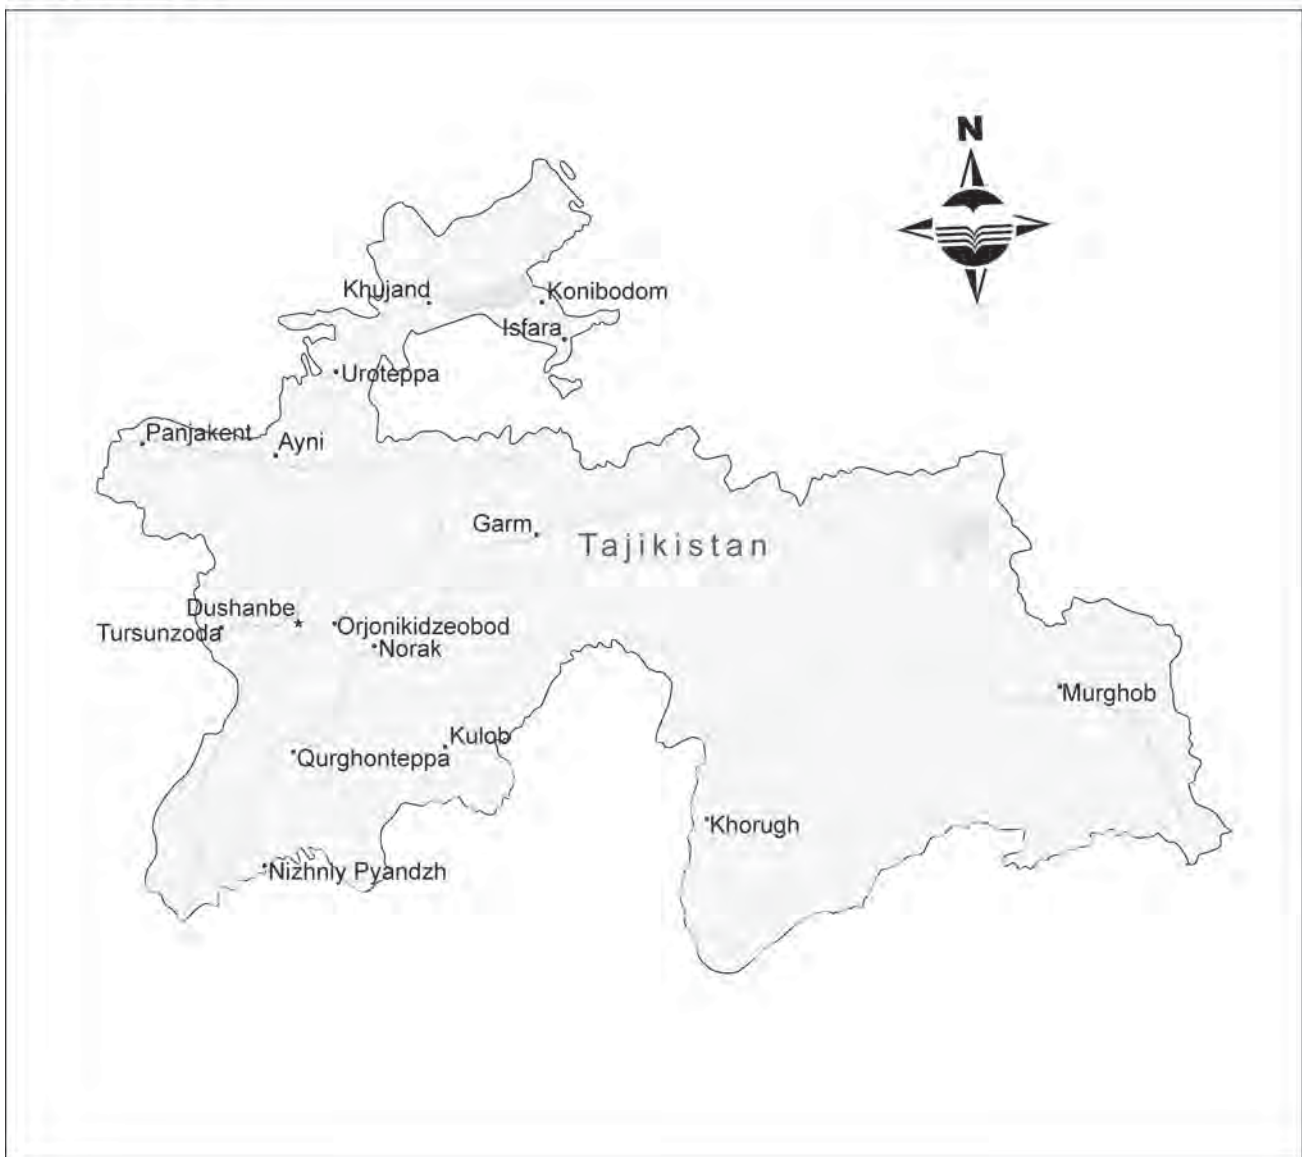 N
Khujand
Konibodom
Isfara
Uroteppa
Panjakent
Ayni
Garm
Tajikistan
Dushanbe
Tursunzoda
Orjonikidzeobod
Norak
Murghob
Kulob
Qurghonteppa
Khorugh
Nizhniy Pyandzh